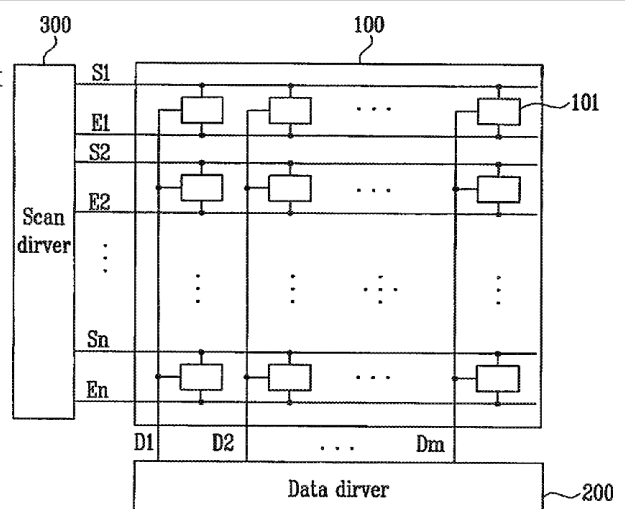 300
100
S1
101
E1
S2
E2
Scan
dirver
Sn
En
D1 D2 ... Dm
Data dirver
200